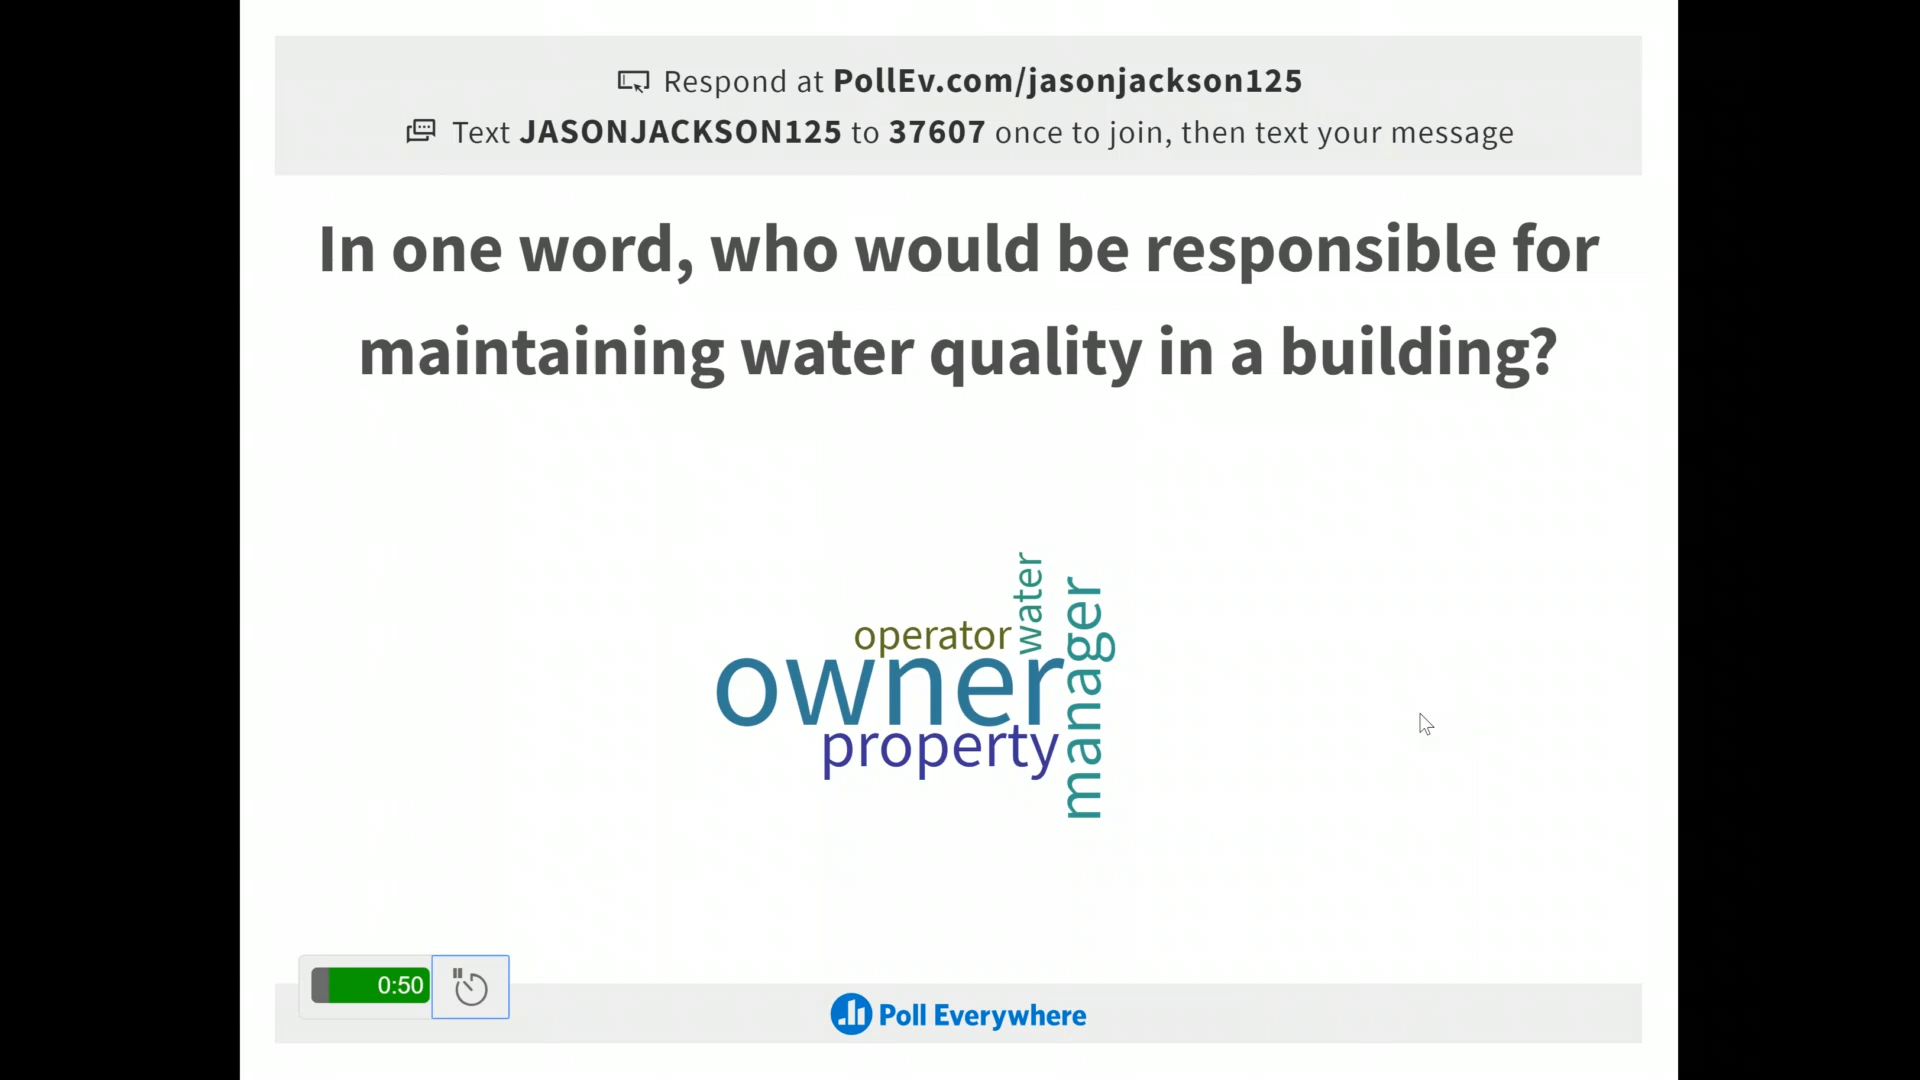 Respond at PollEv.com/jasonjackson125
Text JASONJACKSON125 to 37607 once to join, then text your message
In one word, who would be responsible for
maintaining water quality in a building?
water
operator
owner
manager
property
0:50
Poll Everywhere